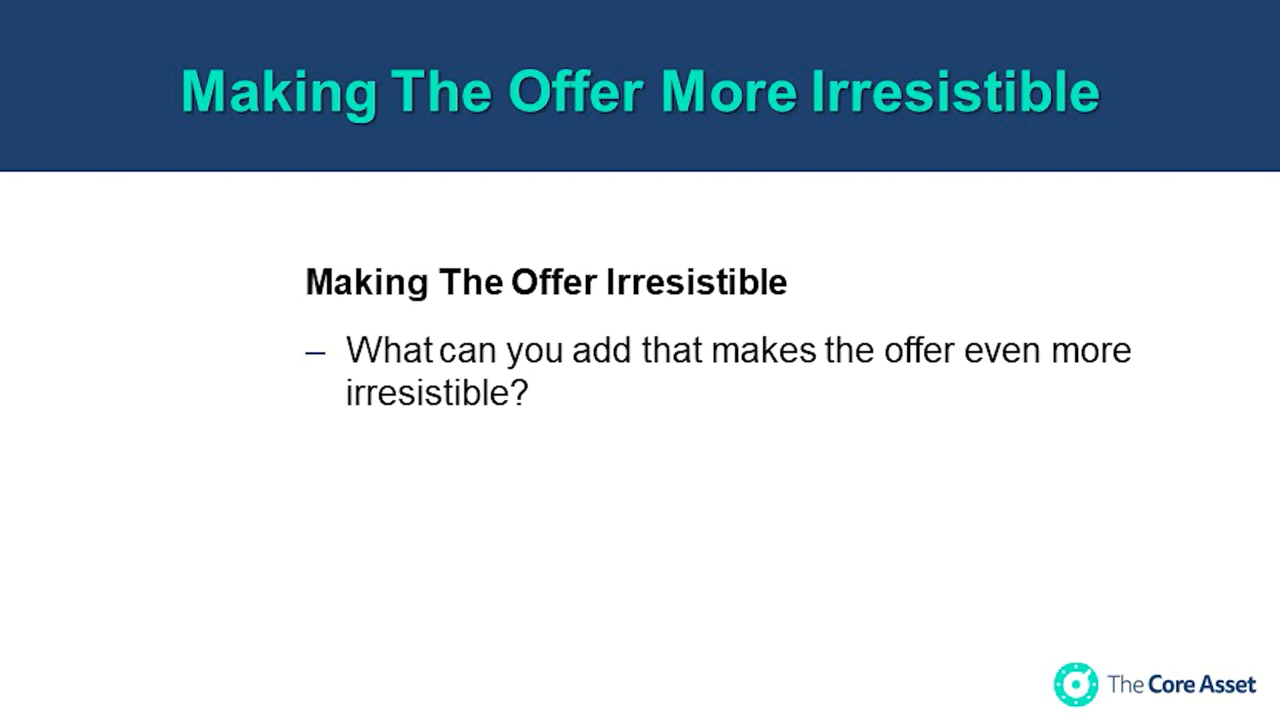 Making The Offer More Irresistible
Making The Offer Irresistible
– What can you add that makes the offer even more
irresistible?
The Core Asset